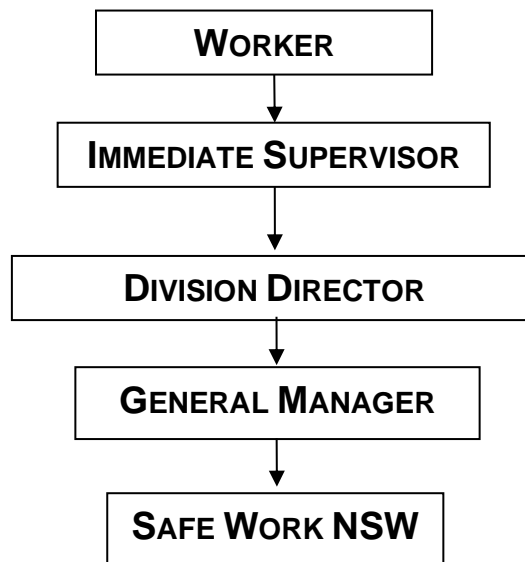 WORKER
IMMEDIATE SUPERVISOR
DIVISION DIRECTOR
GENERAL MANAGER
SAFE WORK NSW